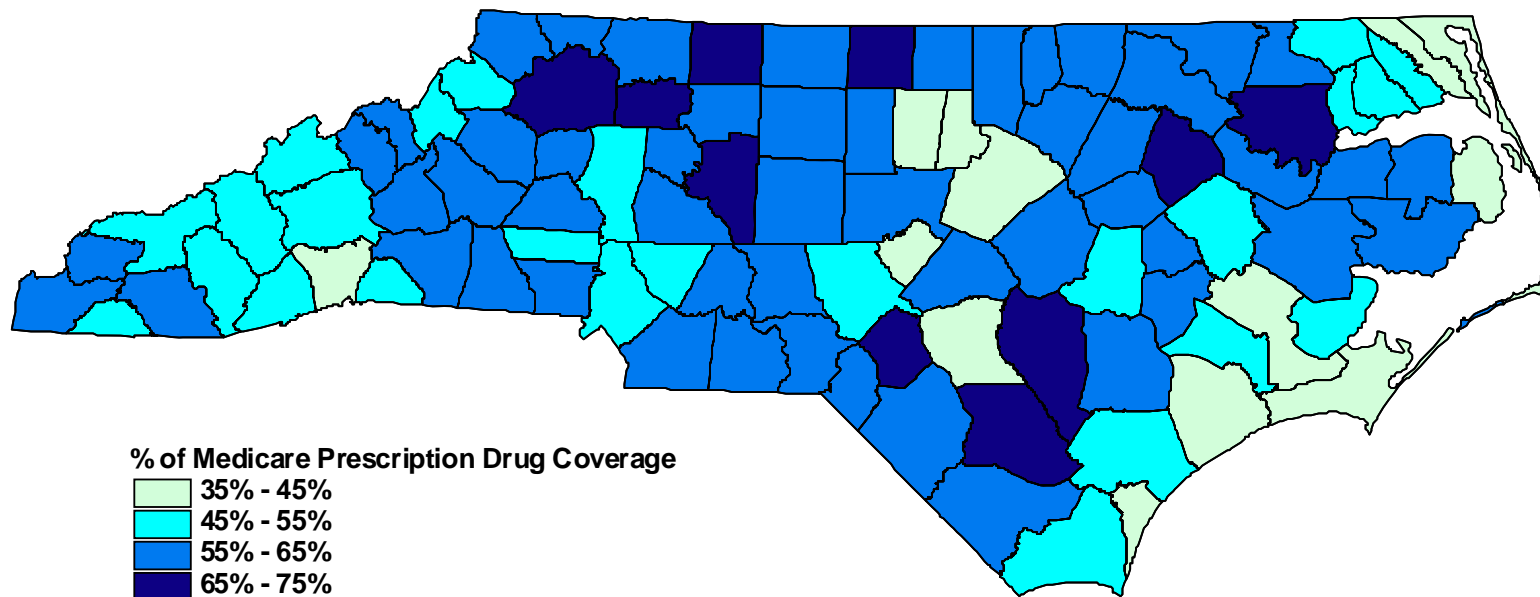 % of Medicare Prescription Drug Coverage
35% - 45%
45% - 55%
55% - 65%
65% - 75%